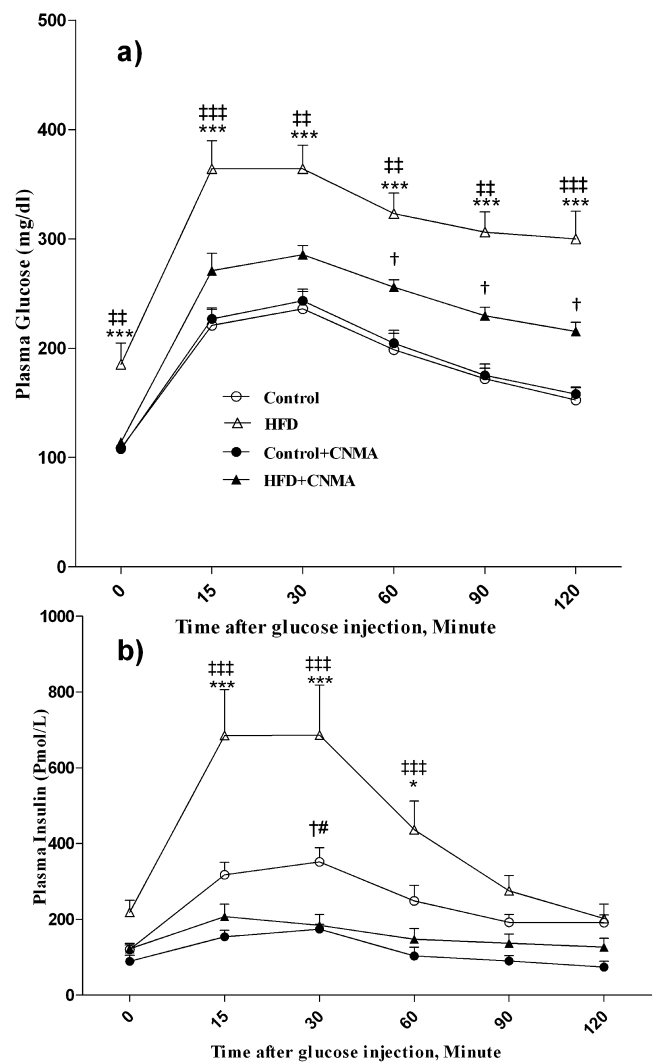 500
a)
‡‡‡
***
‡‡
***
400
‡‡
***
‡‡
***
‡‡‡
***
Plasma Glucose (mg/dl)
300
†
†
†
‡‡
***
200
Control
HFD
Control+CNMA
HFD+CNMA
100
0
0 15 30 60 90 120
Time after glucose injection, Minute
1000
b)
‡‡‡
***
‡‡‡
***
800
Plasma Insulin (Pmol/L)
600
‡‡‡
*
400
†#
200
0
0 15 30 60 90 120
Time after glucose injection, Minute